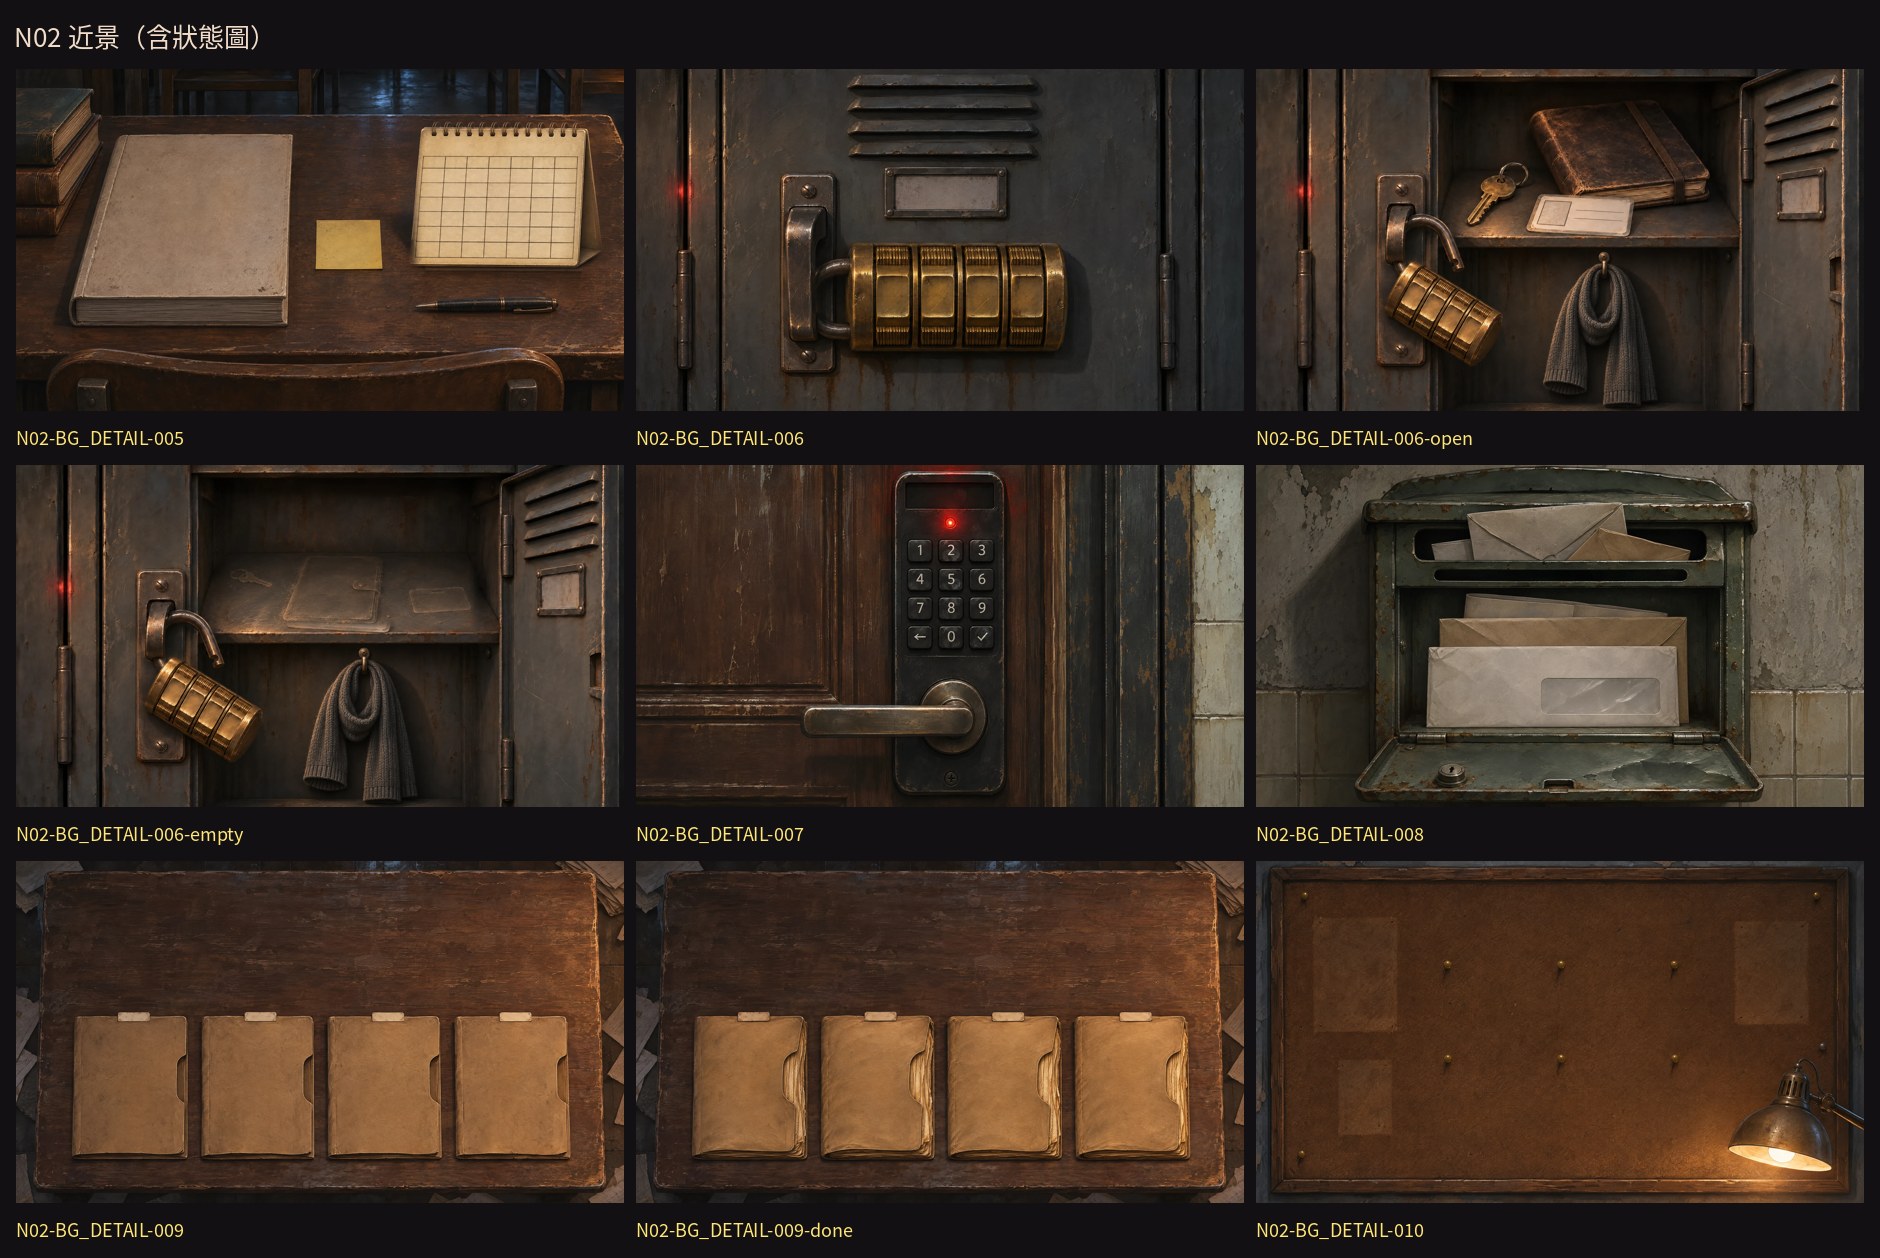 N02 近景（含狀態圖）
N02-BG_DETAIL-005
N02-BG_DETAIL-006
N02-BG_DETAIL-006-open
1 2 3
4 5 6
7 8 9
← 0 ✓
N02-BG_DETAIL-006-empty
N02-BG_DETAIL-007
N02-BG_DETAIL-008
N02-BG_DETAIL-009
N02-BG_DETAIL-009-done
N02-BG_DETAIL-010